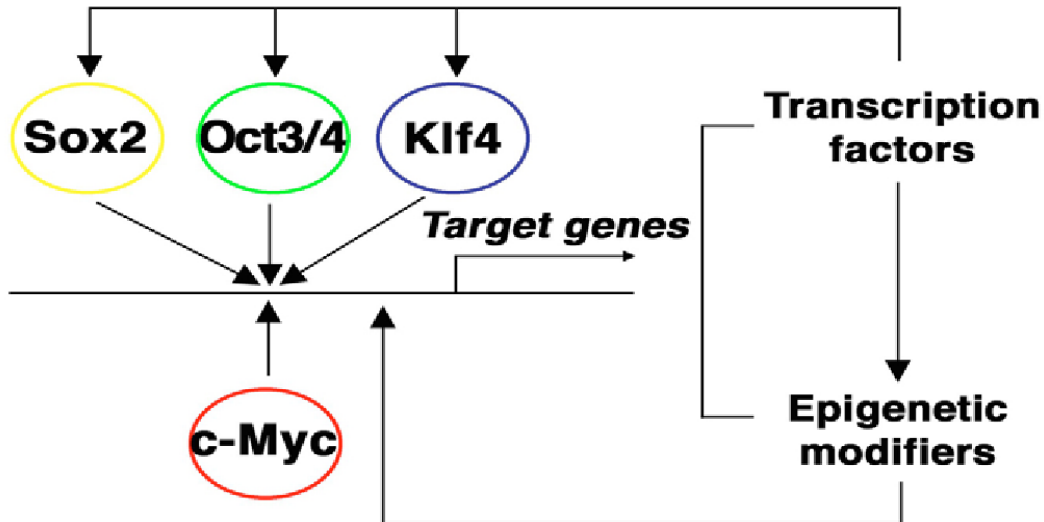 Sox2
Oct3/4
Klf4
Transcription
factors
Target genes
Epigenetic
modifiers
c-Myc